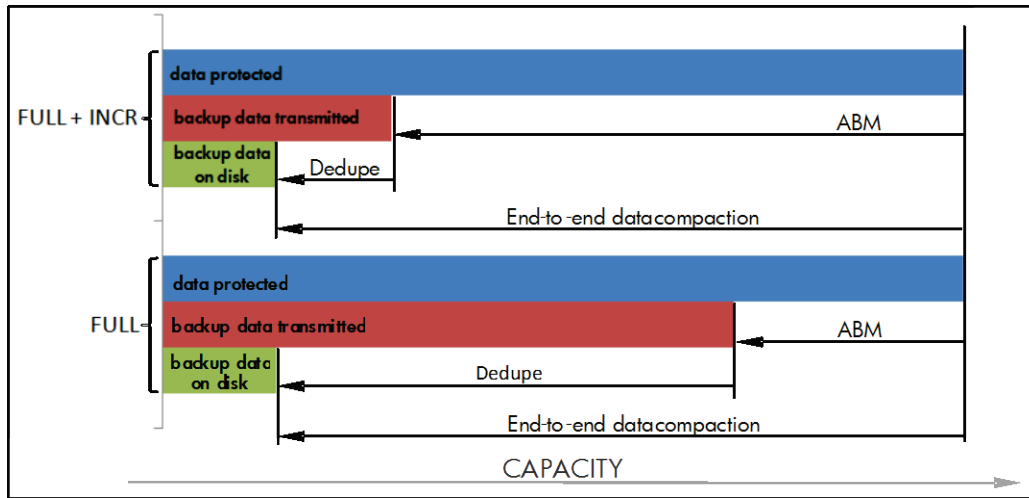 data protected
FULL + INCR
backup data transmitted
ABM
backup data
on disk
Dedupe
End-to-end datacompaction
data protected
FULL
backup data transmitted
ABM
backup data
on disk
Dedupe
End-to-end datacompaction
CAPACITY